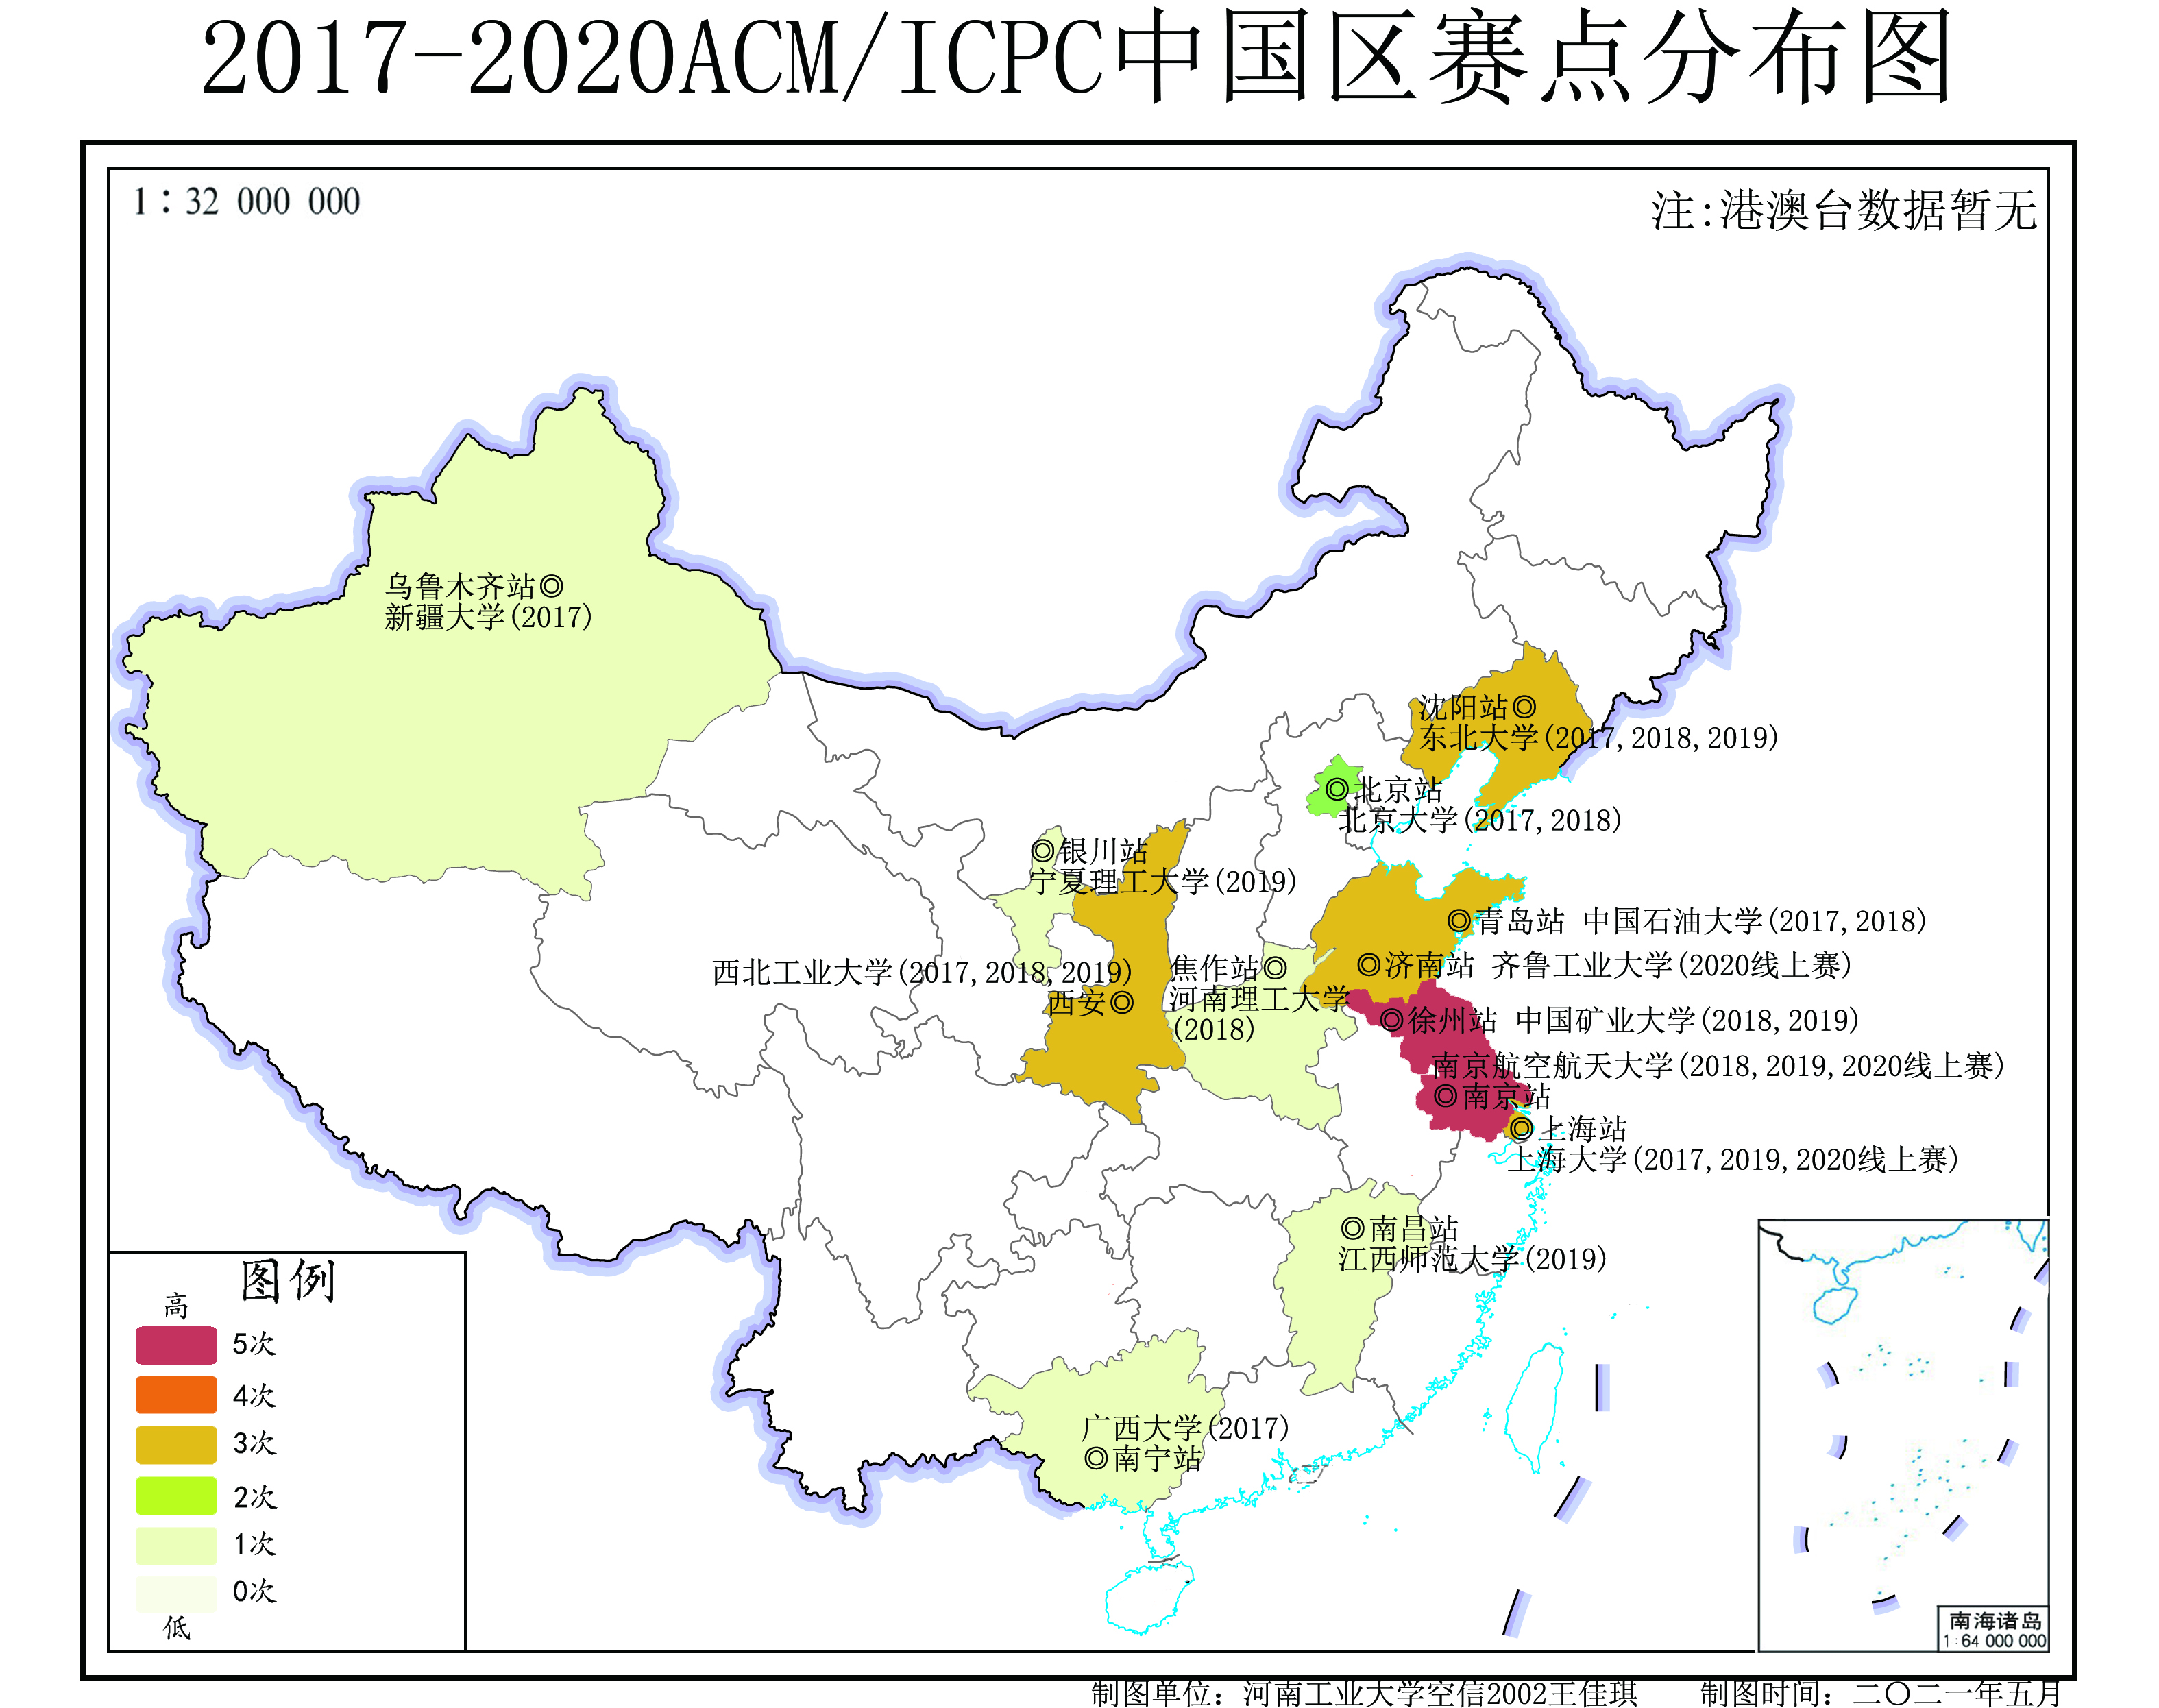 2017-2020ACM/ICPC中国区赛点分布图
1：32 000 000
注:港澳台数据暂无
乌鲁木齐站◎
新疆大学(2017)
沈阳站◎
东北大学(2017,2018,2019)
◎北京站
北京大学(2017,2018)
◎银川站
宁夏理工大学(2019)
◎青岛站 中国石油大学(2017,2018)
西北工业大学(2017,2018,2019)
西安◎
焦作站◎
河南理工大学
(2018)
◎济南站 齐鲁工业大学(2020线上赛)
◎徐州站 中国矿业大学(2018,2019)
南京航空航天大学(2018,2019,2020线上赛)
◎南京站
◎上海站
上海大学(2017,2019,2020线上赛)
◎南昌站
江西师范大学(2019)
广西大学(2017)
◎南宁站
图例
高
5次
4次
3次
2次
1次
0次
低
南海诸岛
1:64 000 000
制图单位：河南工业大学空信2002王佳琪
制图时间：二〇二一年五月